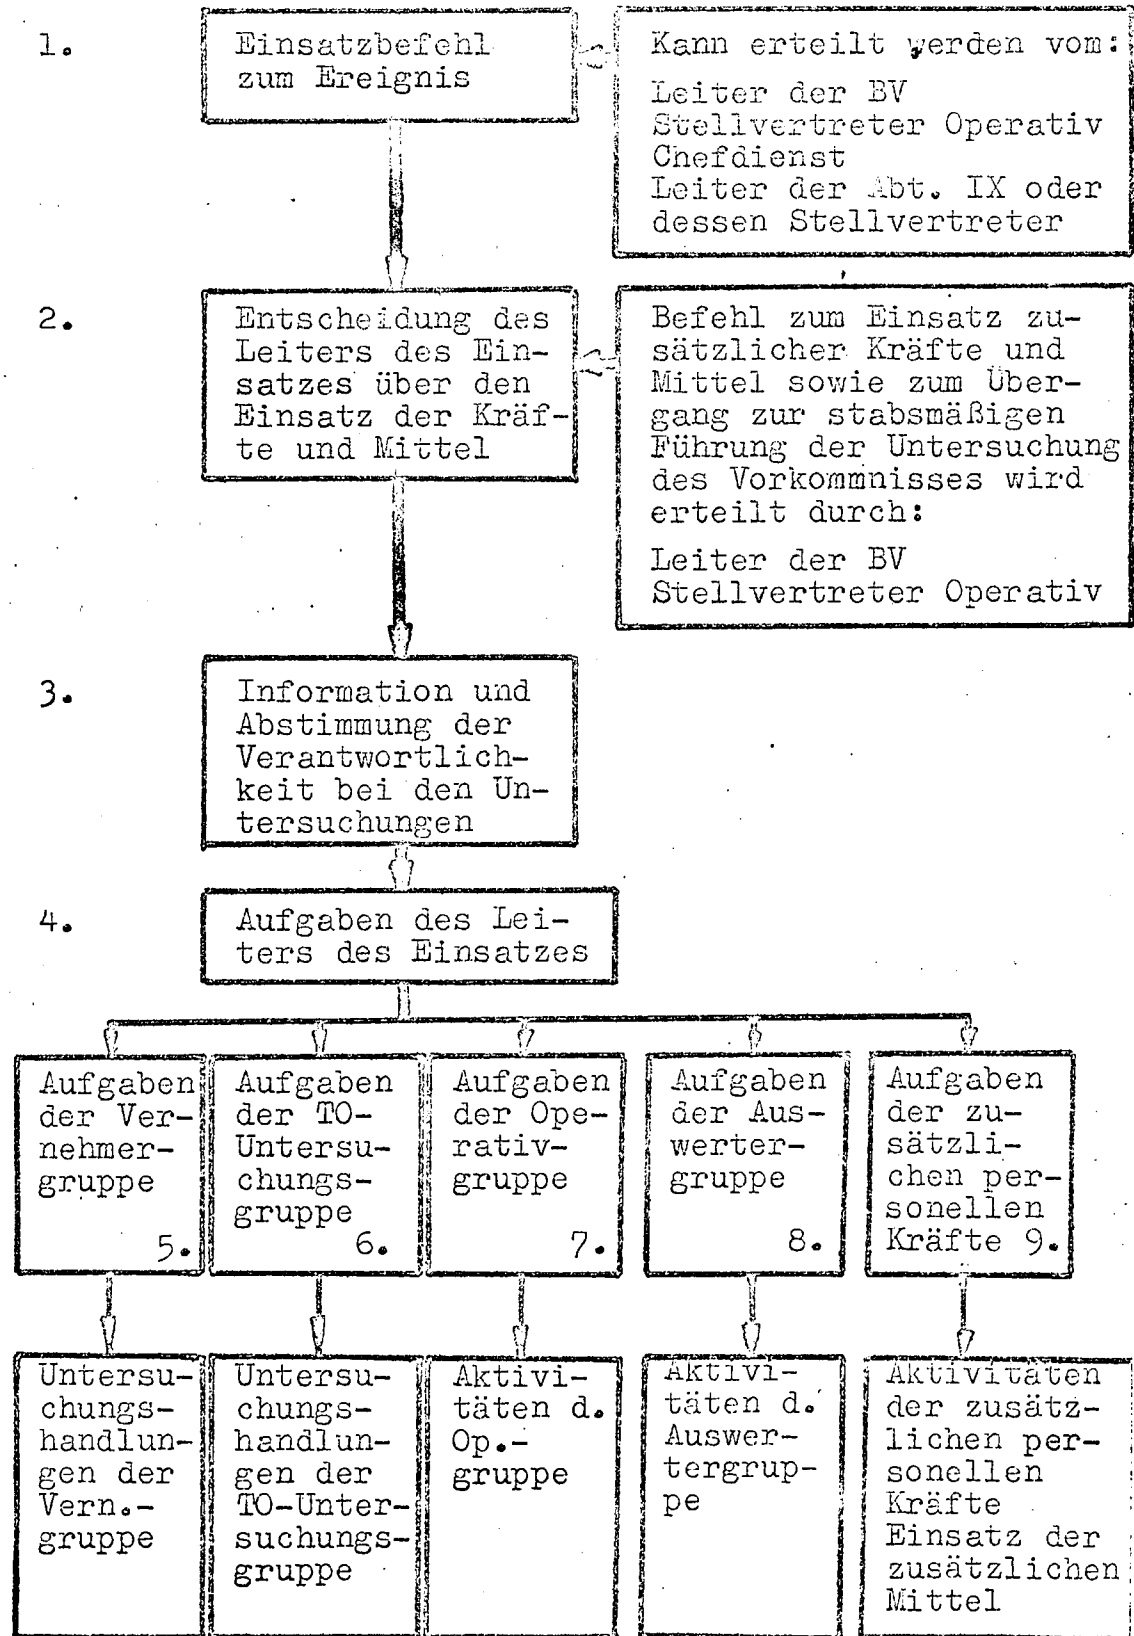 1.
Einsatzbefehl
zum Ereignis
Kann erteilt werden vom:
Leiter der BV
Stellvertreter Operativ
Chefdienst
Leiter der Abt. IX oder
dessen Stellvertreter
2.
Entscheidung des
Leiters des Ein-
satzes über den
Einsatz der Kräf-
te und Mittel
Befehl zum Einsatz zu-
sätzlicher Kräfte und
Mittel sowie zum Über-
gang zur stabsmäßigen
Führung der Untersuchung
des Vorkommnisses wird
erteilt durch:
Leiter der BV
Stellvertreter Operativ
3.
Information und
Abstimmung der
Verantwortlich-
keit bei den Un-
tersuchungen
4.
Aufgaben des Lei-
ters des Einsatzes
Aufgaben
der Ver-
nehmer-
gruppe
5.
Aufgaben
der TO-
Untersu-
chungs-
gruppe
6.
Aufgaben
der Ope-
rativ-
gruppe
7.
Aufgaben
der Aus-
werter-
gruppe
8.
Aufgaben
der zu-
sätzli-
chen per-
sonellen
Kräfte 9.
Untersu-
chungs-
handlun-
gen der
Vern.-
gruppe
Untersu-
chungs-
handlun-
gen der
TO-Unter-
suchungs-
gruppe
Aktivi-
täten d.
Op.-
gruppe
Aktivi-
täten d.
Auswer-
tergrup-
pe
Aktivitäten
der zusätz-
lichen per-
sonellen
Kräfte
Einsatz der
zusätzlichen
Mittel